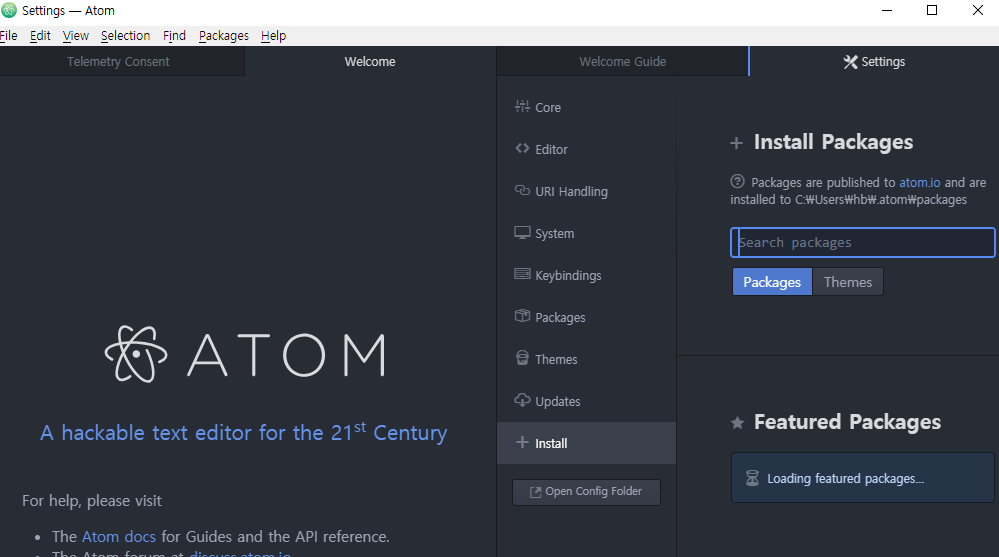 Settings — Atom
File Edit View Selection Find Packages Help
Telemetry Consent
Welcome
Welcome Guide
Settings
ATOM
A hackable text editor for the 21st Century
For help, please visit
• The Atom docs for Guides and the API reference.
• The Atom forum at discuss.atom.io
Core
Editor
URI Handling
System
Keybindings
Packages
Themes
Updates
Install
Open Config Folder
Install Packages
Packages are published to atom.io and are
installed to C:₩Users₩hb₩.atom₩packages
Search packages
Packages Themes
Featured Packages
Loading featured packages...